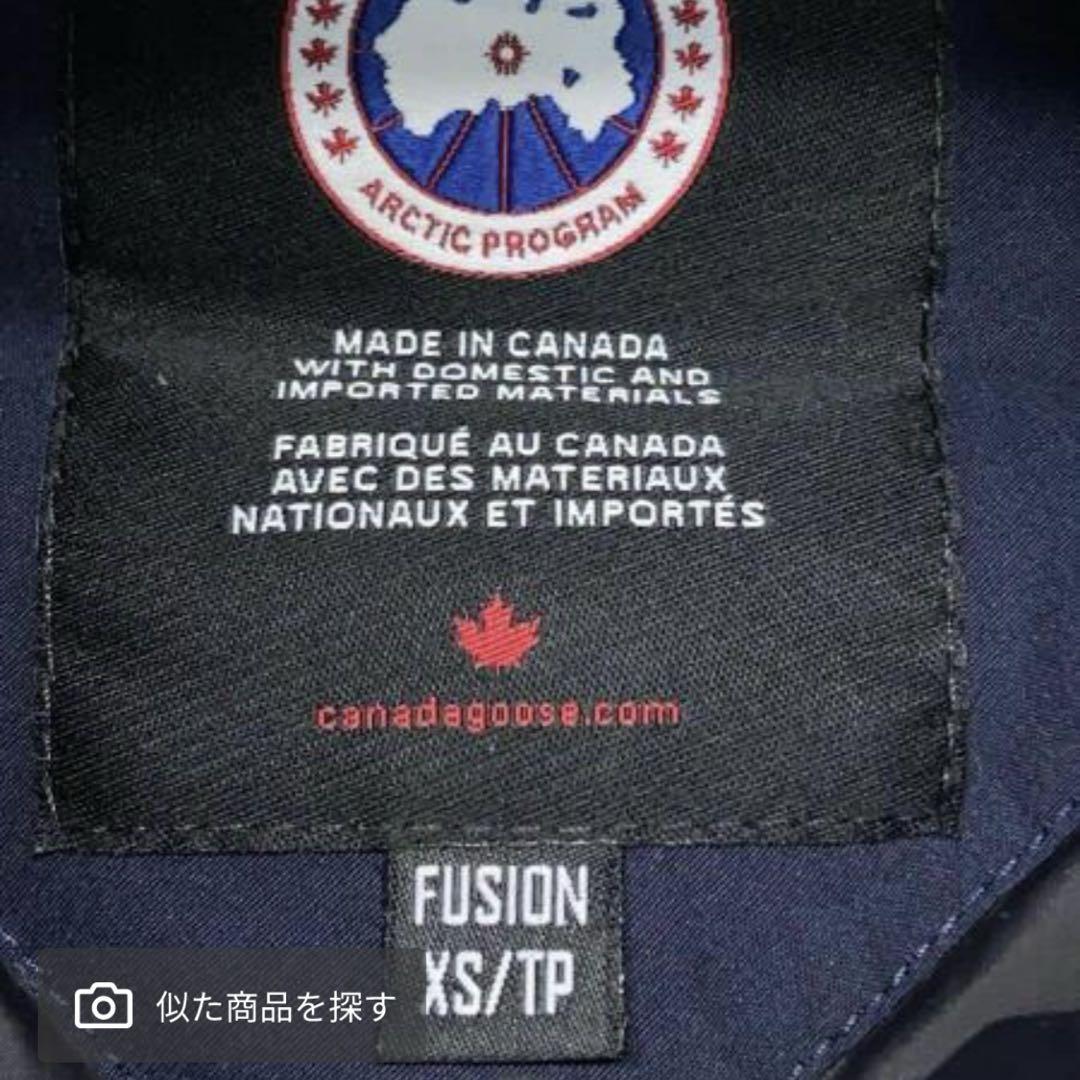 ARCTIC PROGRAM
MADE IN CANADA
WITH DOMESTIC AND
IMPORTED MATERIALS
FABRIQUÉ AU CANADA
AVEC DES MATERIAUX
NATIONAUX ET IMPORTÉS
canadagoose.com
FUSION
XS/TP
似た商品を探す